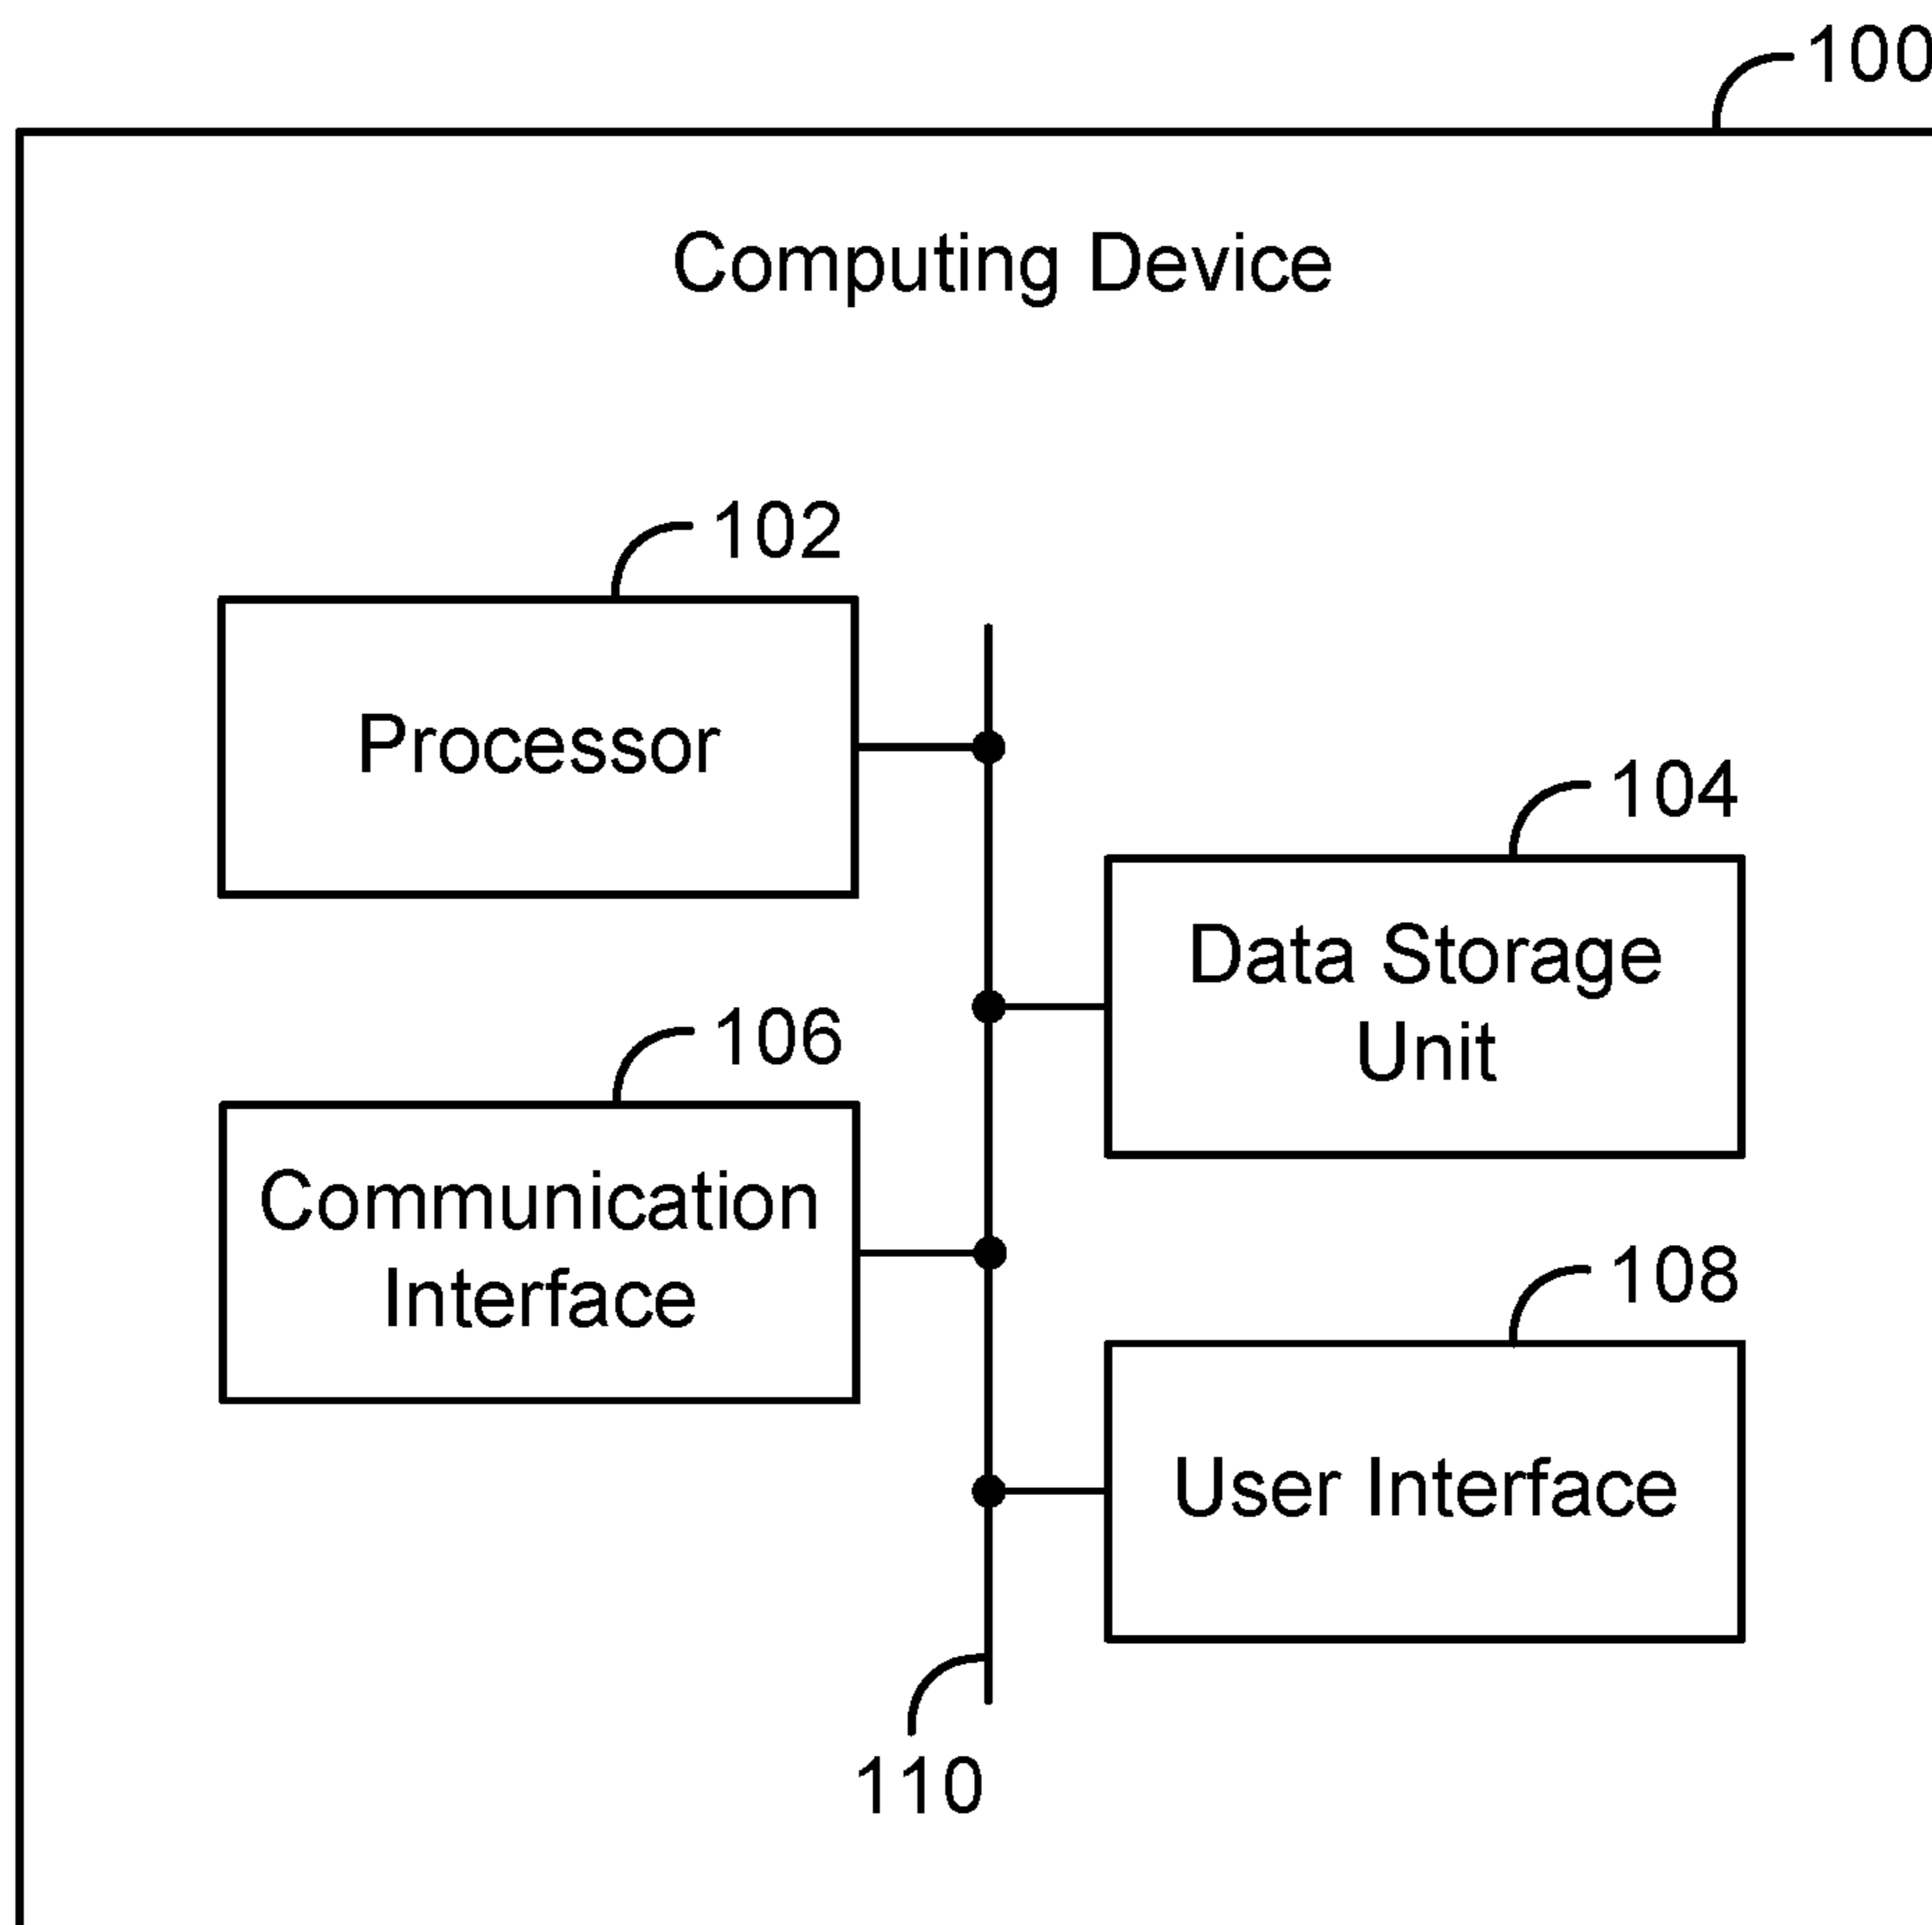 100
Computing Device
102
Processor
104
Data Storage
Unit
106
Communication
Interface
108
User Interface
110